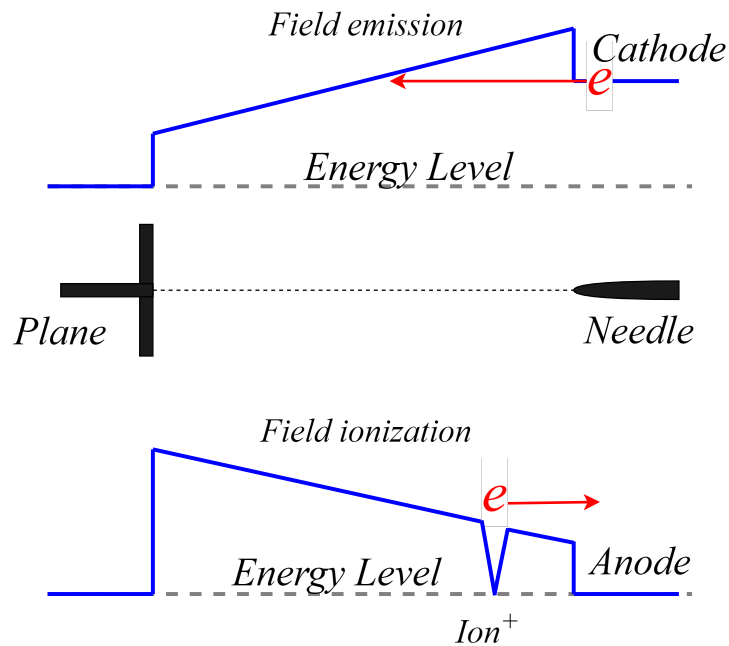 Field emission
Cathode
e
Energy Level
Plane
Needle
Field ionization
e
Energy Level
Anode
Ion+